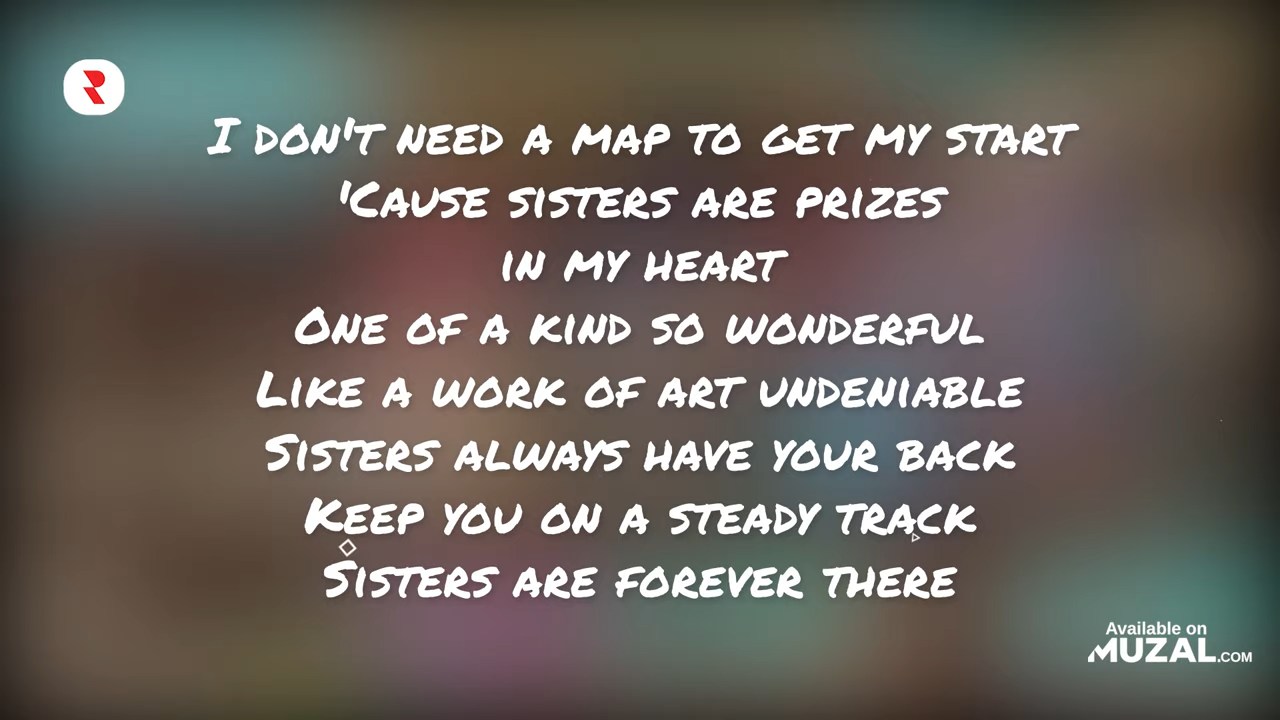 I don't need a map to get my start
'Cause sisters are prizes
in my heart
One of a kind so wonderful
Like a work of art undeniable
Sisters always have your back
Keep you on a steady track
Sisters are forever there
Available on
MUZAL.COM